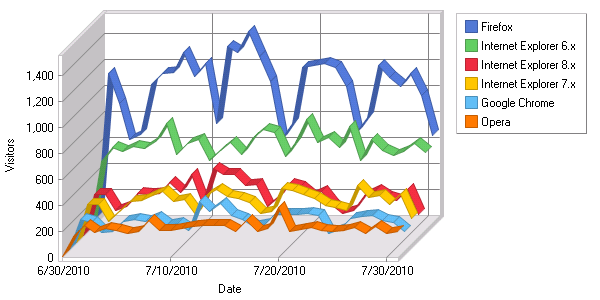 Firefox
Internet Explorer 6.x
Internet Explorer 8.x
Internet Explorer 7.x
Google Chrome
Opera
Visitors
1,400
1,200
1,000
800
600
400
200
0
6/30/2010 7/10/2010 7/20/2010 7/30/2010
Date